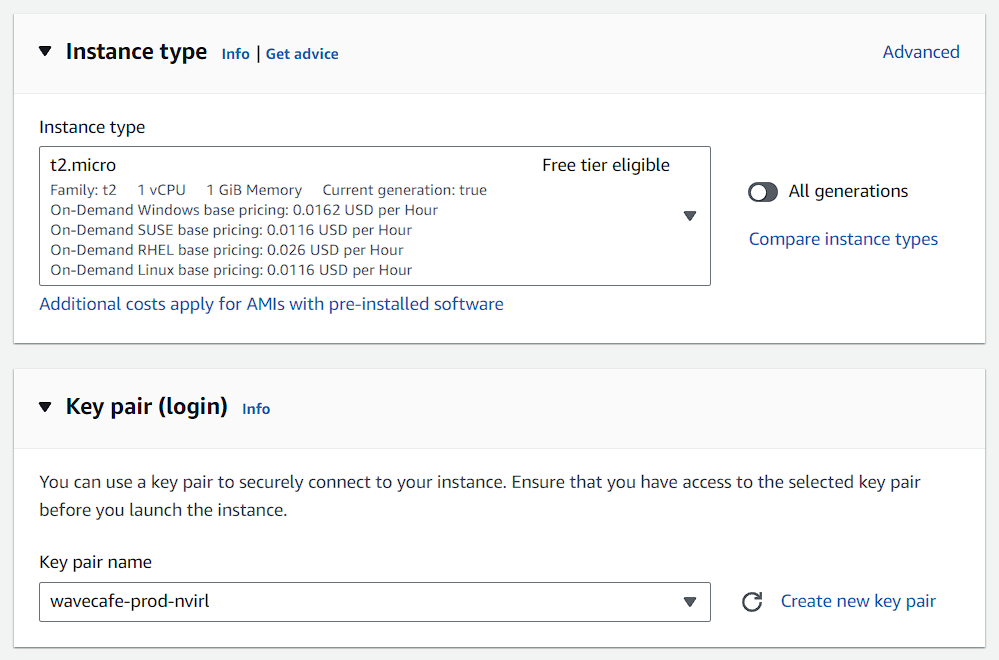 Instance type Info | Get advice Advanced
Instance type
t2.micro Free tier eligible
Family: t2 1 vCPU 1 GiB Memory Current generation: true
On-Demand Windows base pricing: 0.0162 USD per Hour
On-Demand SUSE base pricing: 0.0116 USD per Hour
On-Demand RHEL base pricing: 0.026 USD per Hour
On-Demand Linux base pricing: 0.0116 USD per Hour
All generations
Compare instance types
Additional costs apply for AMIs with pre-installed software
Key pair (login) Info
You can use a key pair to securely connect to your instance. Ensure that you have access to the selected key pair
before you launch the instance.
Key pair name
wavecafe-prod-nvirl Create new key pair